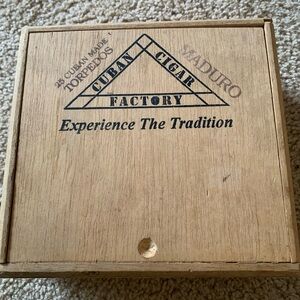 25 CUBAN MADE
TORPEDOS
MADURO
CUBAN CIGAR
FACTORY
Experience The Tradition